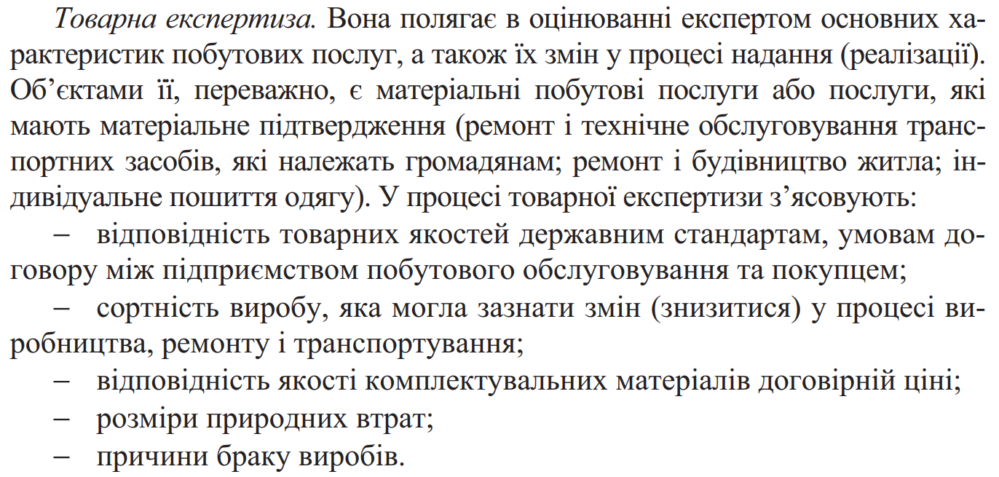 Товарна експертиза. Вона полягає в оцінюванні експертом основних ха-
рактеристик побутових послуг, а також їх змін у процесі надання (реалізації).
Об’єктами її, переважно, є матеріальні побутові послуги або послуги, які
мають матеріальне підтвердження (ремонт і технічне обслуговування транс-
портних засобів, які належать громадянам; ремонт і будівництво житла; ін-
дивідуальне пошиття одягу). У процесі товарної експертизи з’ясовують:
– відповідність товарних якостей державним стандартам, умовам до-
говору між підприємством побутового обслуговування та покупцем;
– сортність виробу, яка могла зазнати змін (знизитися) у процесі ви-
робництва, ремонту і транспортування;
– відповідність якості комплектувальних матеріалів договірній ціні;
– розміри природних втрат;
– причини браку виробів.